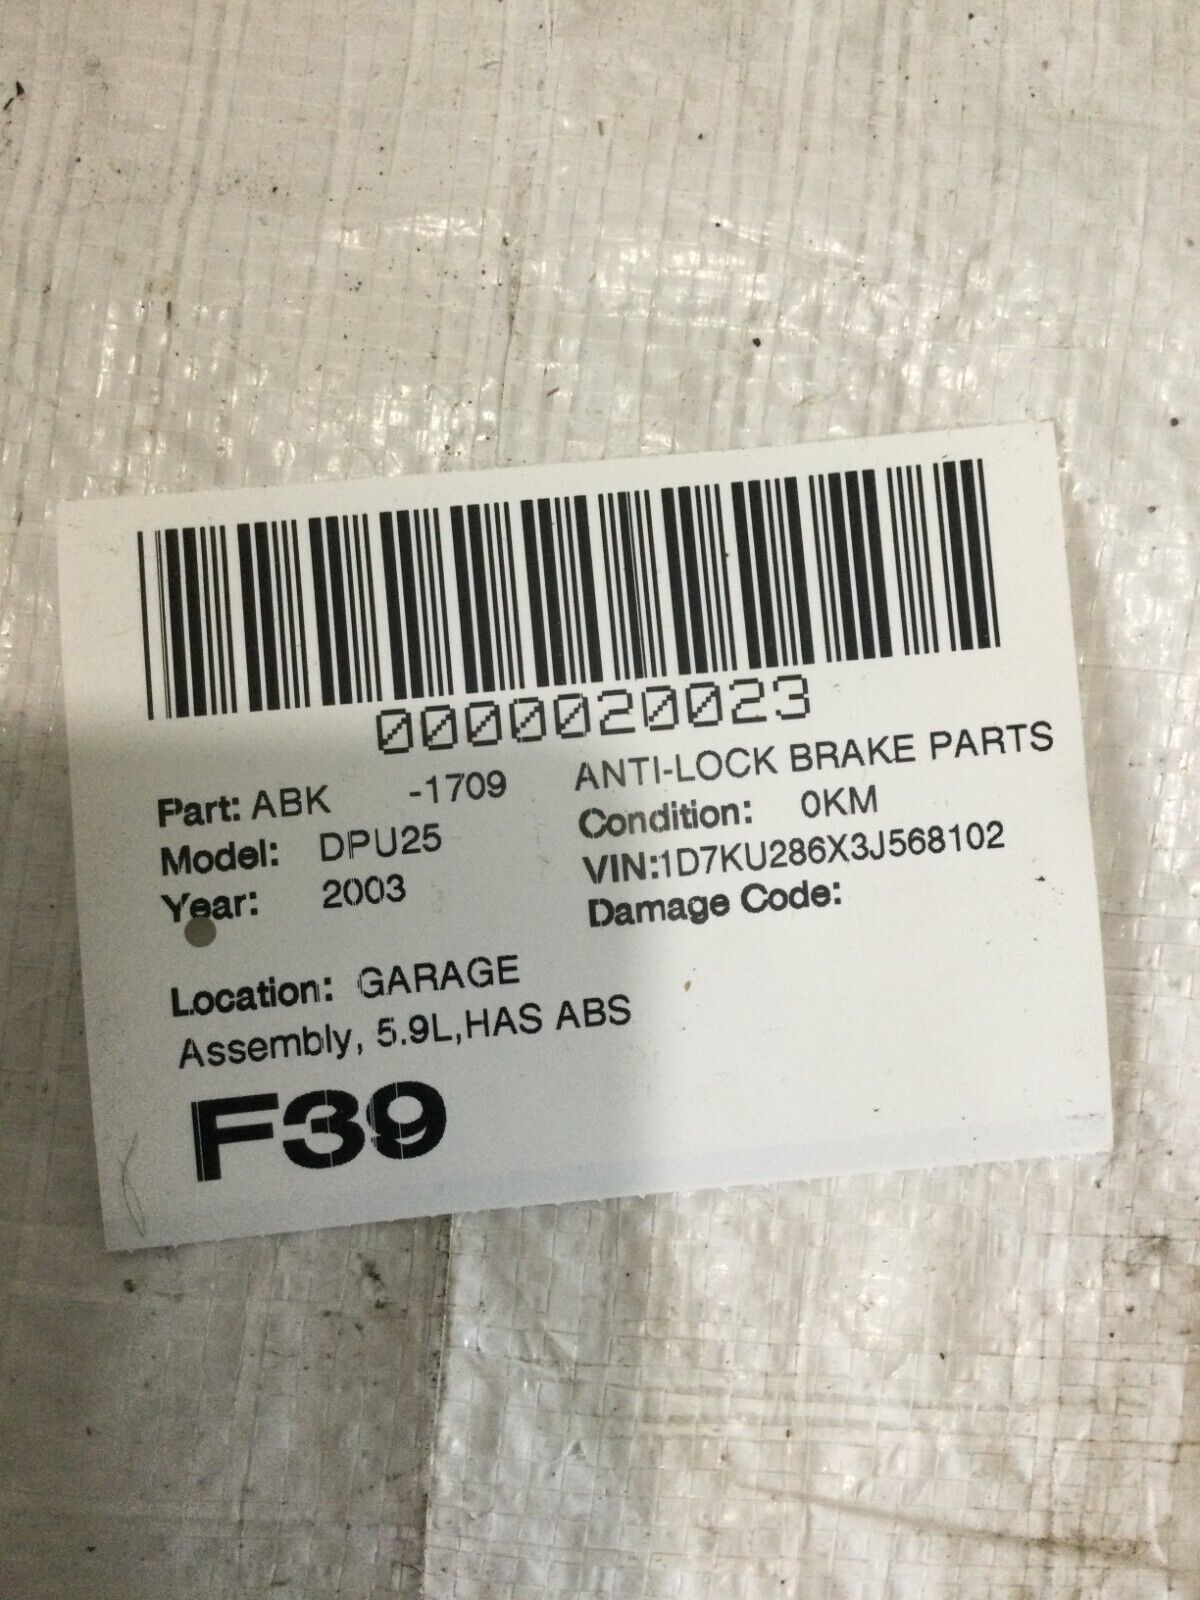 0000020023
Part: ABK -1709 ANTI-LOCK BRAKE PARTS
Model: DPU25 Condition: 0KM
Year: 2003 VIN:1D7KU286X3J568102
Damage Code:
Location: GARAGE
Assembly, 5.9L,HAS ABS
F39